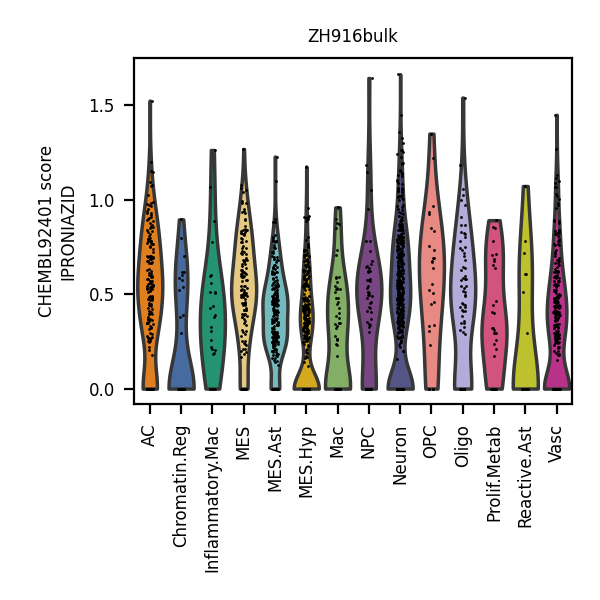 ZH916bulk
CHEMBL92401 score
IPRONIAZID
1.5
1.0
0.5
0.0
AC
Chromatin.Reg
Inflammatory.Mac
MES
MES.Ast
MES.Hyp
Mac
NPC
Neuron
OPC
Oligo
Prolif.Metab
Reactive.Ast
Vasc